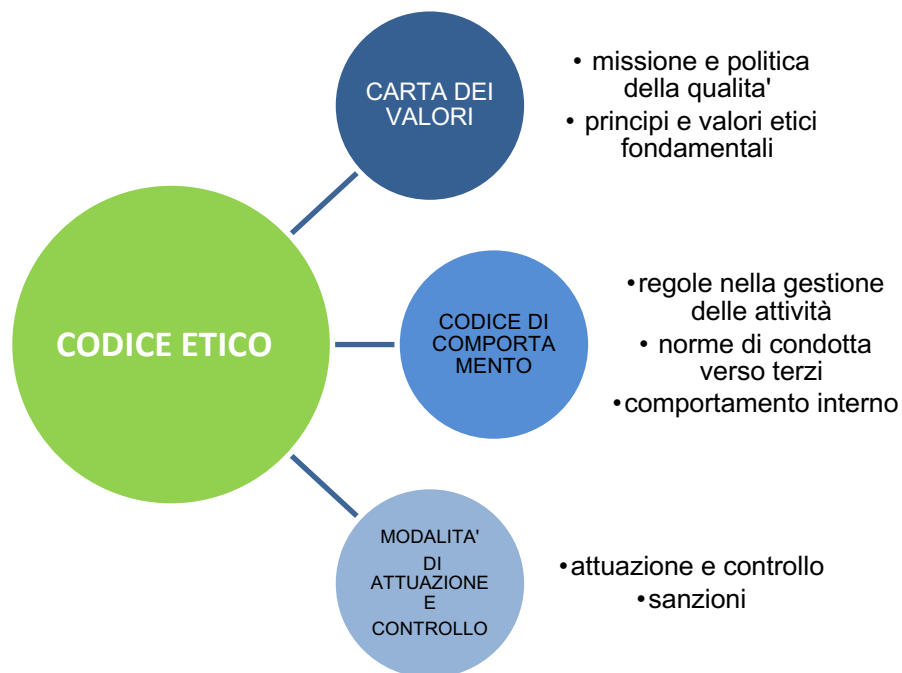 CARTA DEI
VALORI
• missione e politica
della qualita'
• principi e valori etici
fondamentali
CODICE ETICO
CODICE DI
COMPORTA
MENTO
•regole nella gestione
delle attività
• norme di condotta
verso terzi
•comportamento interno
MODALITA'
DI
ATTUAZIONE
E
CONTROLLO
•attuazione e controllo
•sanzioni